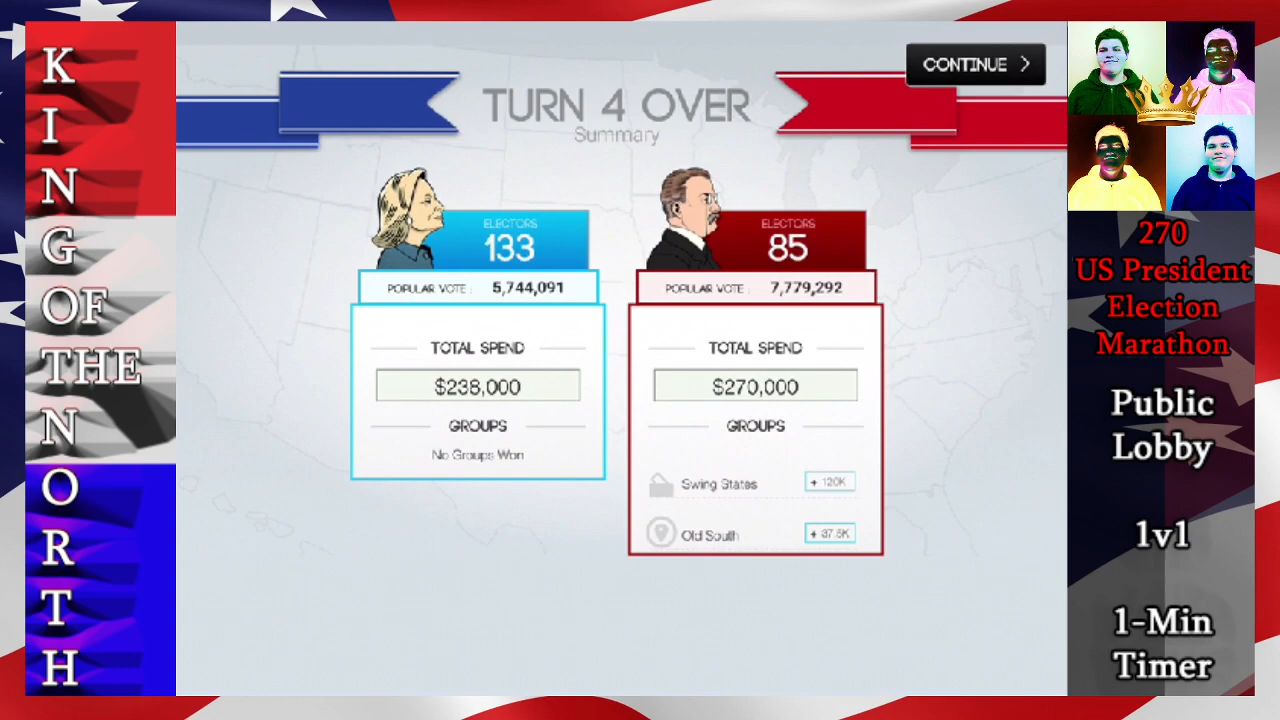 K
I
N
G
OF
THE
N
O
R
T
H
CONTINUE >
TURN 4 OVER
Summary
ELECTORS
133
POPULAR VOTE : 5,744,091
TOTAL SPEND
$238,000
GROUPS
No Groups Won
ELECTORS
85
POPULAR VOTE : 7,779,292
TOTAL SPEND
$270,000
GROUPS
Swing States + 120K
Old South + 37.5K
270
US President
Election
Marathon
Public
Lobby
1v1
1-Min
Timer